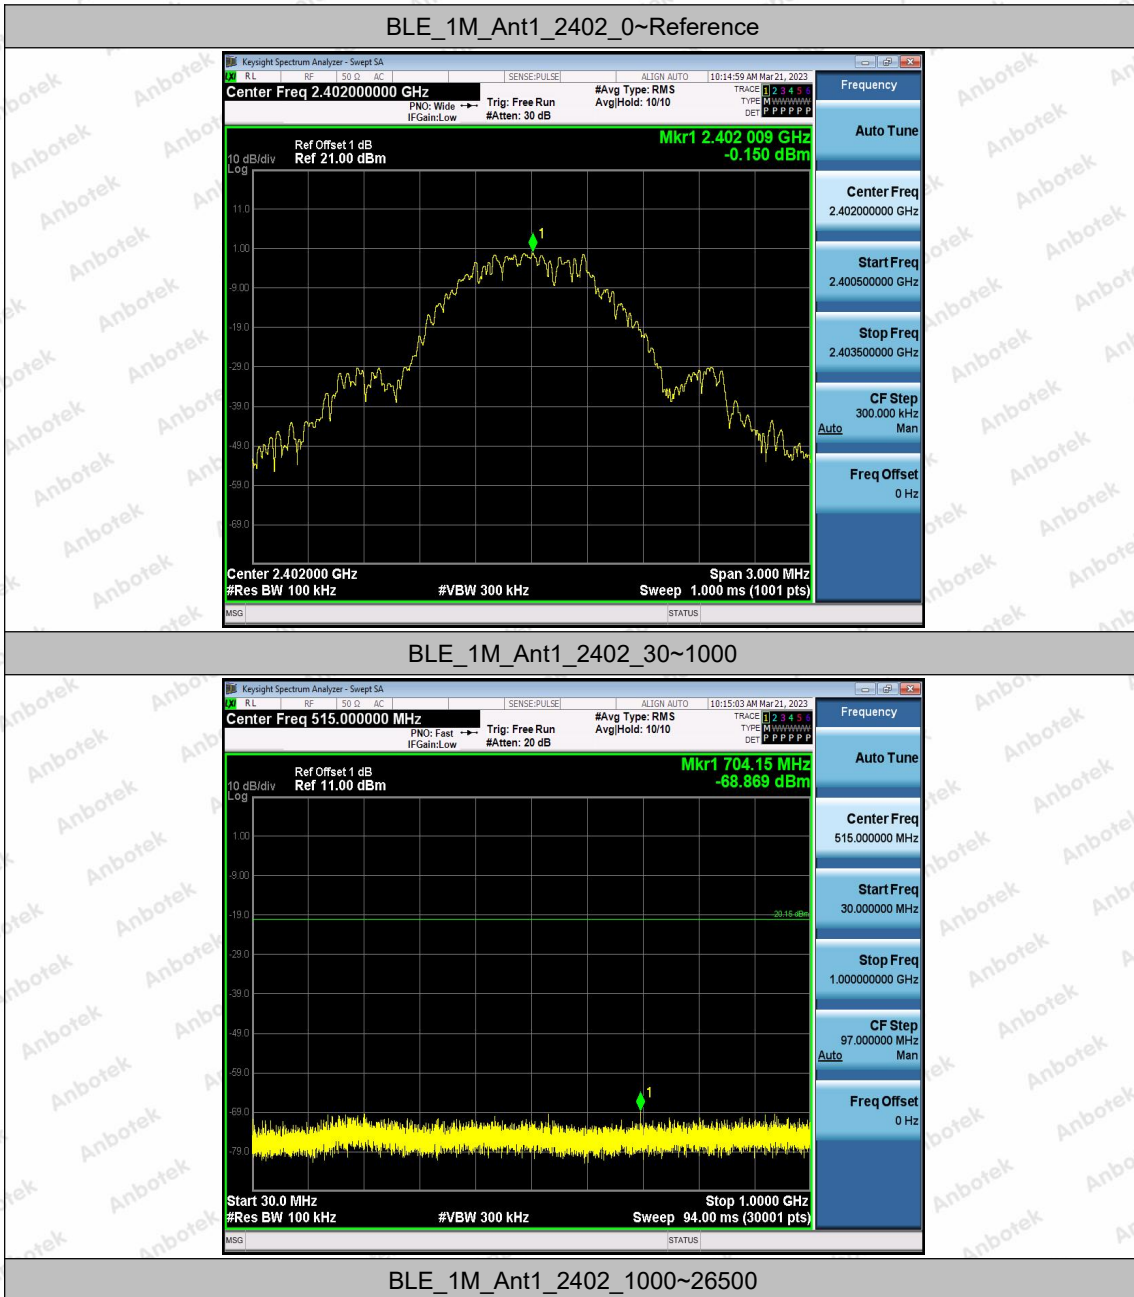 BLE_1M_Ant1_2402_0~Reference
Keysight Spectrum Analyzer - Swept SA
LXI RL RF 50 Ω AC SENSE:PULSE ALIGN AUTO 10:14:59 AM Mar 21, 2023
Center Freq 2.402000000 GHz
PNO: Wide
IFGain:Low
Trig: Free Run
#Atten: 30 dB
#Avg Type: RMS
Avg|Hold: 10/10
TRACE 1 2 3 4 5 6
TYPE M W W W W W
DET P P P P P P
Mkr1 2.402 009 GHz
-0.150 dBm
Ref Offset 1 dB
10 dB/div Ref 21.00 dBm
Log
11.0
1.00
-9.00
-19.0
-29.0
-39.0
-49.0
-59.0
-69.0
1
Center 2.402000 GHz
Span 3.000 MHz
#Res BW 100 kHz
#VBW 300 kHz
Sweep 1.000 ms (1001 pts)
MSG
STATUS
Frequency
Auto Tune
Center Freq
2.402000000 GHz
Start Freq
2.400500000 GHz
Stop Freq
2.403500000 GHz
CF Step
300.000 kHz
Auto Man
Freq Offset
0 Hz
BLE_1M_Ant1_2402_30~1000
Keysight Spectrum Analyzer - Swept SA
LXI RL RF 50 Ω AC SENSE:PULSE ALIGN AUTO 10:15:03 AM Mar 21, 2023
Center Freq 515.000000 MHz
PNO: Fast
IFGain:Low
Trig: Free Run
#Atten: 20 dB
#Avg Type: RMS
Avg|Hold: 10/10
TRACE 1 2 3 4 5 6
TYPE M W W W W W
DET P P P P P P
Mkr1 704.15 MHz
-68.869 dBm
Ref Offset 1 dB
10 dB/div Ref 11.00 dBm
Log
1.00
-9.00
-19.0
-29.0
-39.0
-49.0
-59.0
-69.0
-79.0
-20.15 dBm
1
Start 30.0 MHz
Stop 1.0000 GHz
#Res BW 100 kHz
#VBW 300 kHz
Sweep 94.00 ms (30001 pts)
MSG
STATUS
Frequency
Auto Tune
Center Freq
515.000000 MHz
Start Freq
30.000000 MHz
Stop Freq
1.000000000 GHz
CF Step
97.000000 MHz
Auto Man
Freq Offset
0 Hz
BLE_1M_Ant1_2402_1000~26500
Anbotek